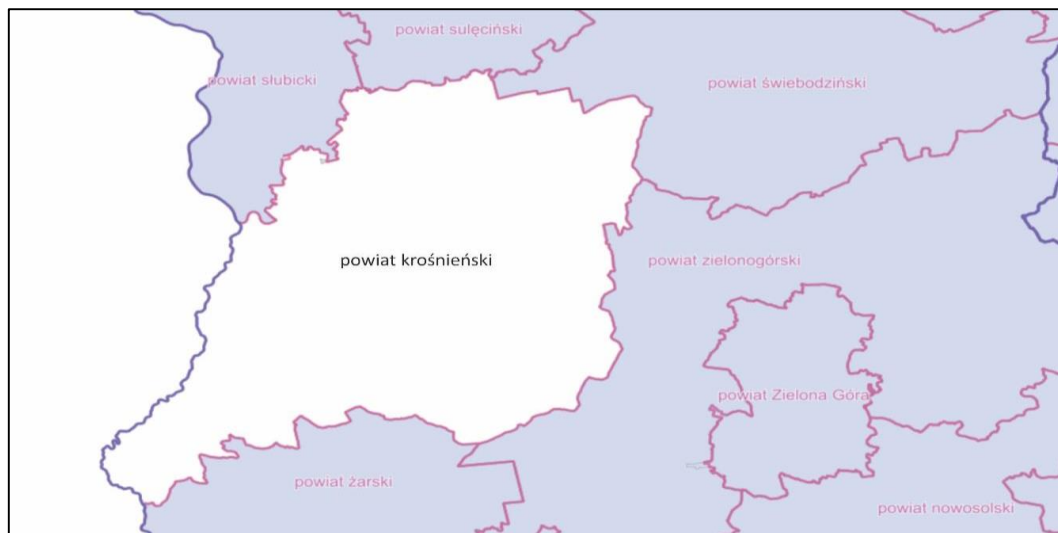 powiat sulęciński
powiat słubicki
powiat świebodziński
powiat krośnieński
powiat zielonogórski
powiat Zielona Góra
powiat żarski
powiat nowosolski